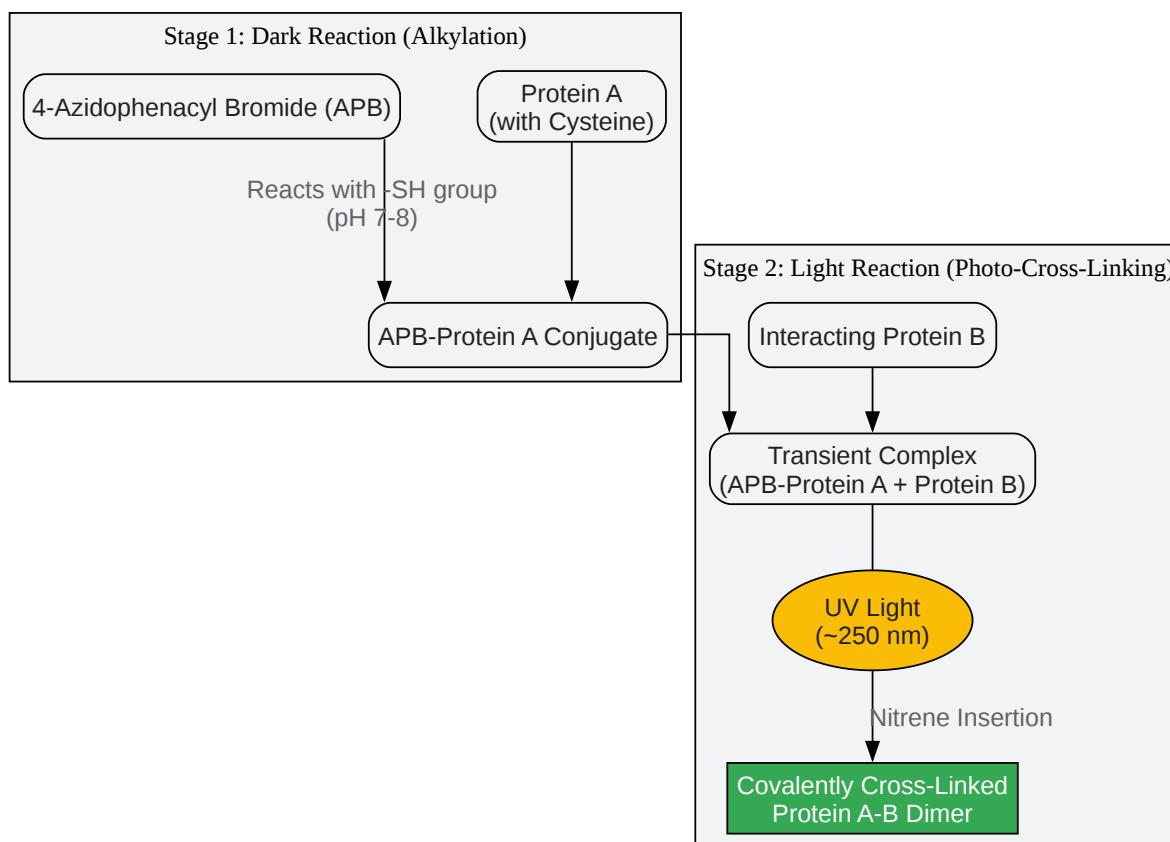 Stage 1: Dark Reaction (Alkylation)
4-Azidophenacyl Bromide (APB)
Protein A
(with Cysteine)
Reacts with -SH group
(pH 7-8)
APB-Protein A Conjugate
Stage 2: Light Reaction (Photo-Cross-Linking)
Interacting Protein B
Transient Complex
(APB-Protein A + Protein B)
UV Light
(~250 nm)
Nitrene Insertion
Covalently Cross-Linked
Protein A-B Dimer